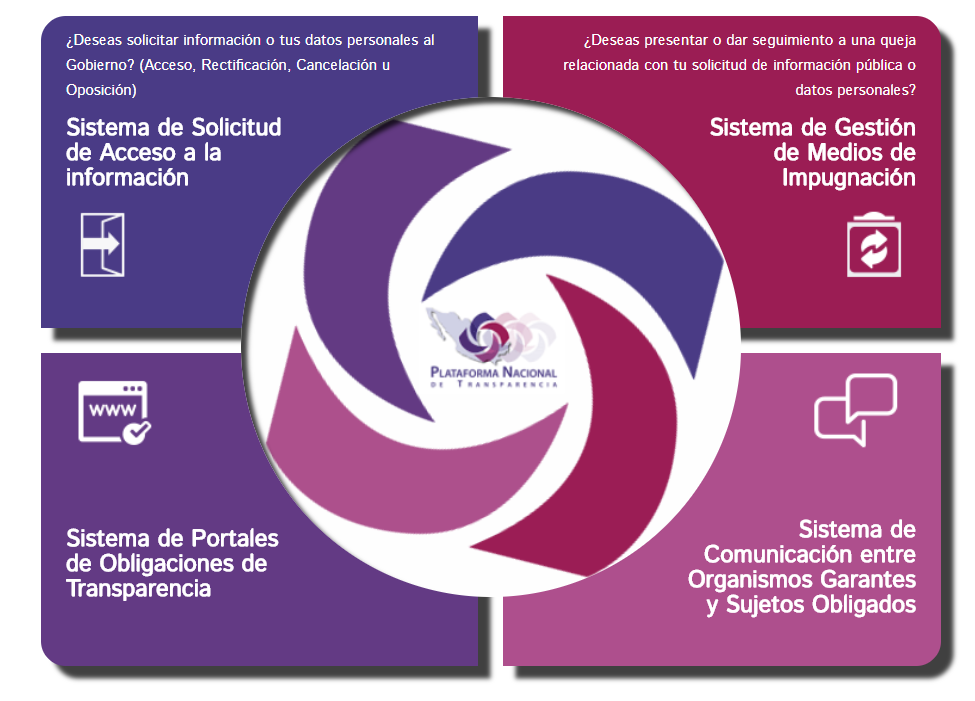 ¿Deseas solicitar información o tus datos personales al
Gobierno? (Acceso, Rectificación, Cancelación u
Oposición)
Sistema de Solicitud
de Acceso a la
información
¿Deseas presentar o dar seguimiento a una queja
relacionada con tu solicitud de información pública o
datos personales?
Sistema de Gestión
de Medios de
Impugnación
PLATAFORMA NACIONAL
DE TRANSPARENCIA
WWW
Sistema de Portales
de Obligaciones de
Transparencia
Sistema de
Comunicación entre
Organismos Garantes
y Sujetos Obligados